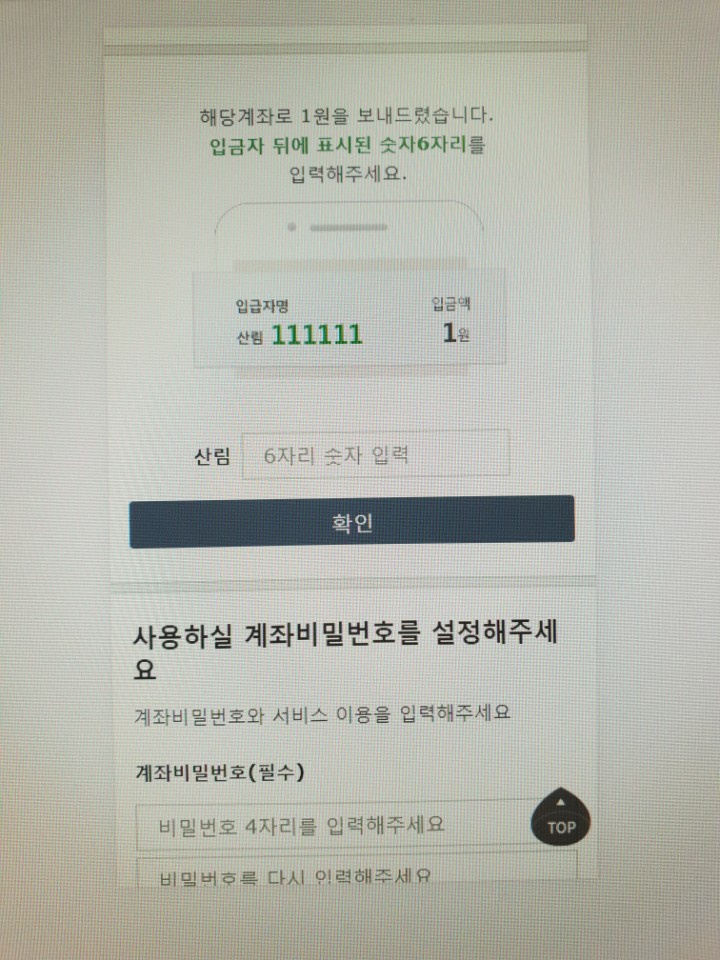 해당계좌로 1원을 보내드렸습니다.
입금자 뒤에 표시된 숫자6자리를
입력해주세요.
입급자명 입금액
산림 111111 1원
산림 6자리 숫자 입력
확인
사용하실 계좌비밀번호를 설정해주세
요
계좌비밀번호와 서비스 이용을 입력해주세요
계좌비밀번호(필수)
비밀번호 4자리를 입력해주세요
TOP
비밀번호를 다시 입력해주세요